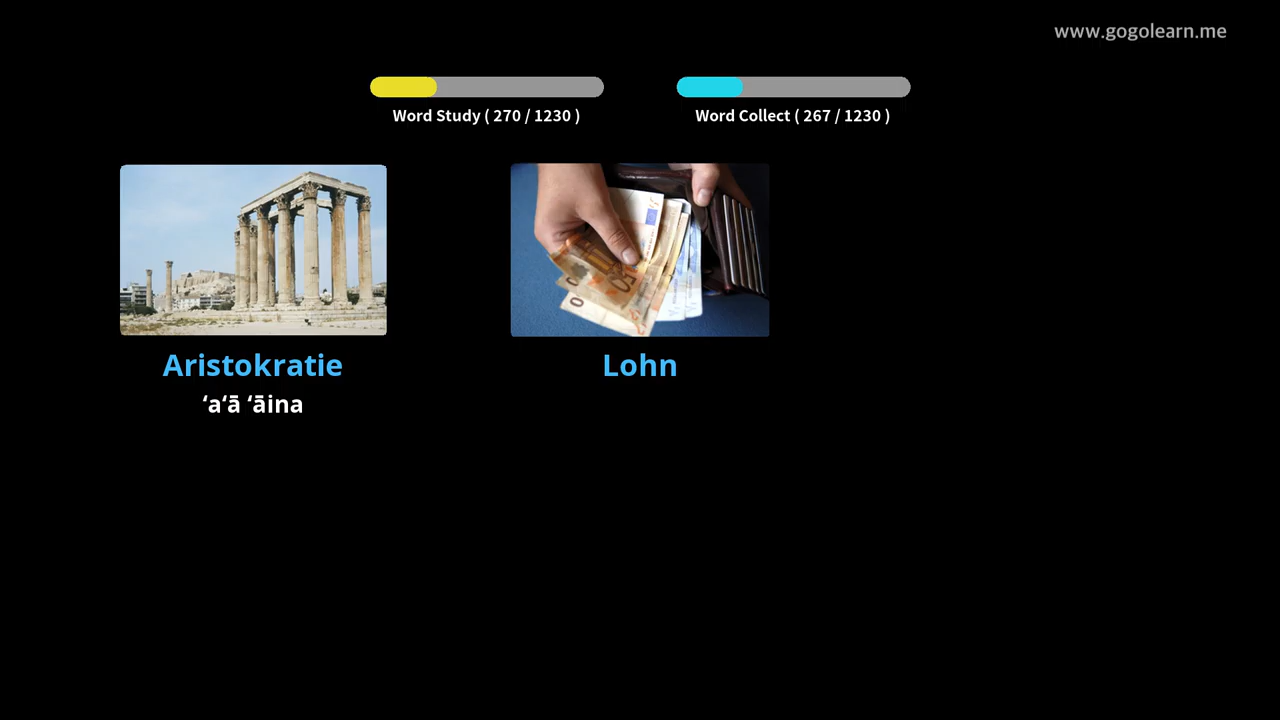 www.gogolearn.me
Word Study ( 270 / 1230 )
Word Collect ( 267 / 1230 )
Aristokratie
ʻaʻā ʻāina
Lohn